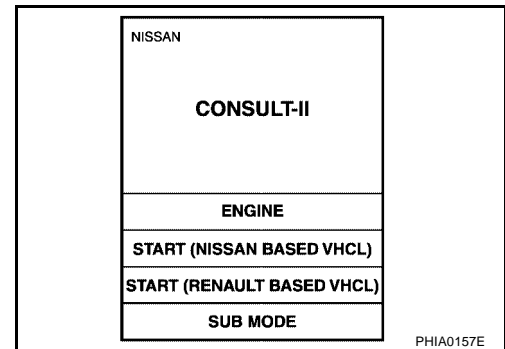 NISSAN
CONSULT-II
ENGINE
START (NISSAN BASED VHCL)
START (RENAULT BASED VHCL)
SUB MODE
PHIA0157E